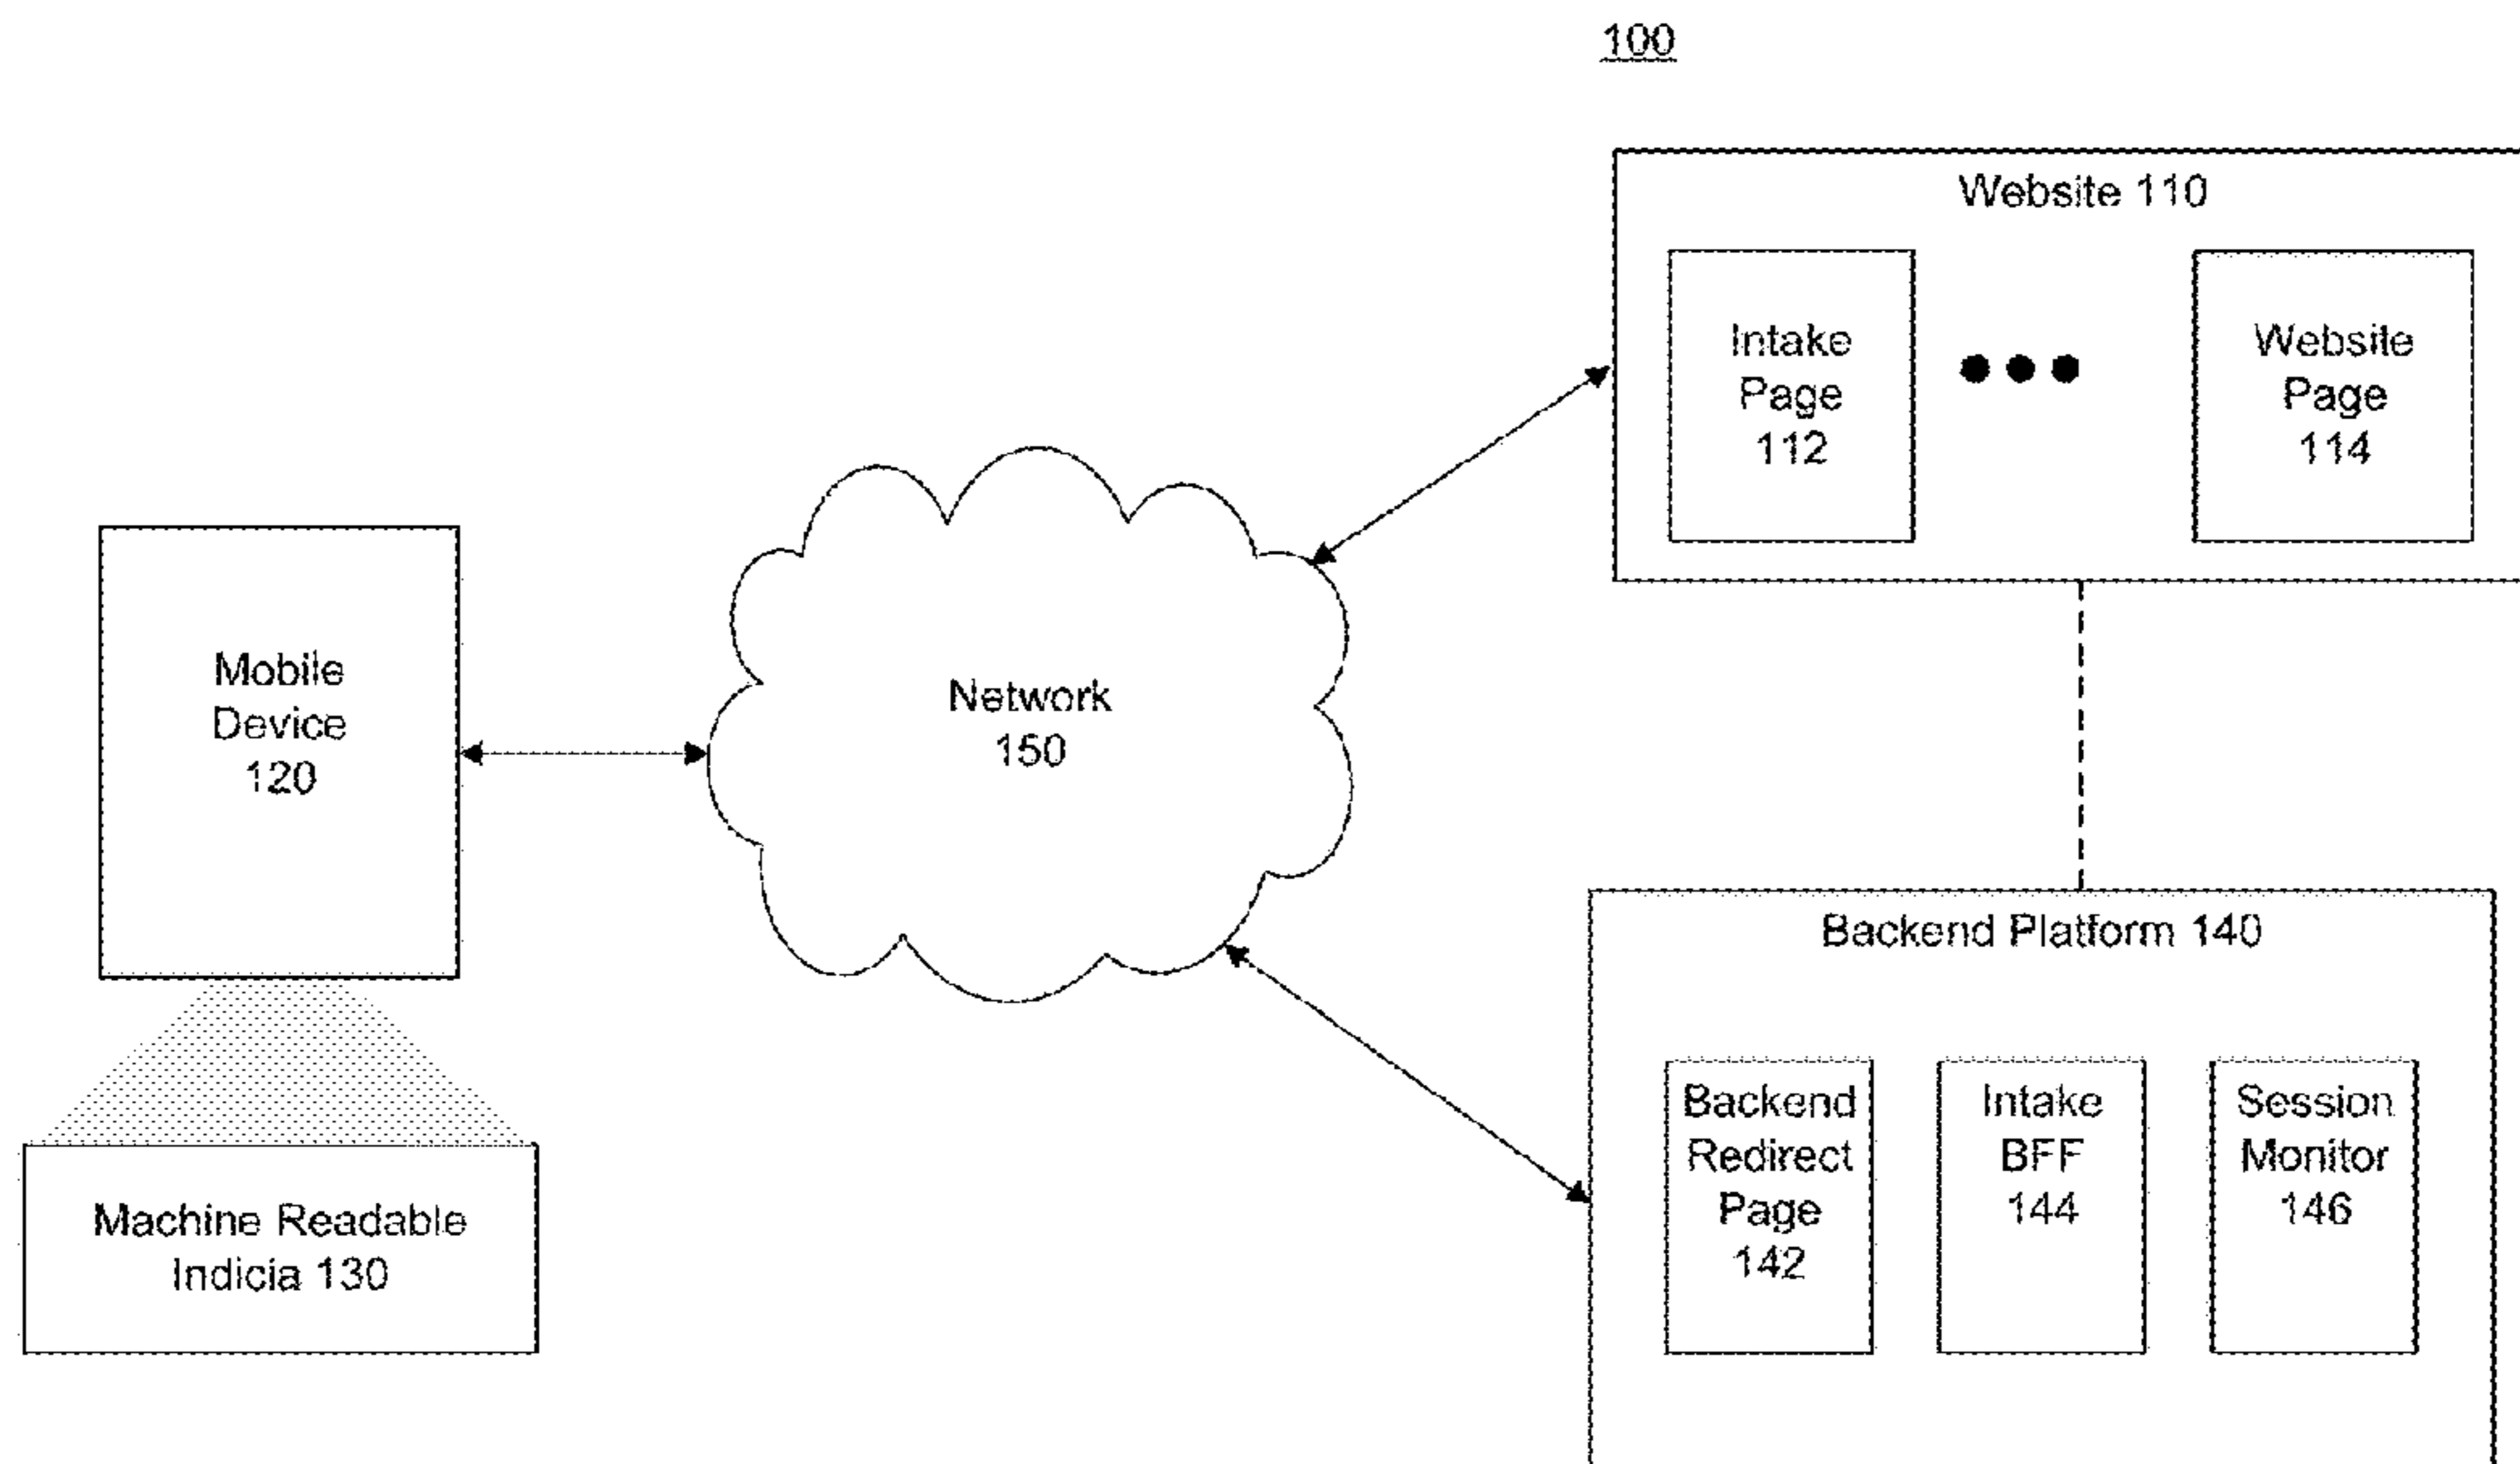 100
Website 110
Intake
Page
112
Website
Page
114
Mobile
Device
120
Network
150
Machine Readable
Indicia 130
Backend Platform 140
Backend
Redirect
Page
142
Intake
BFF
144
Session
Monitor
146